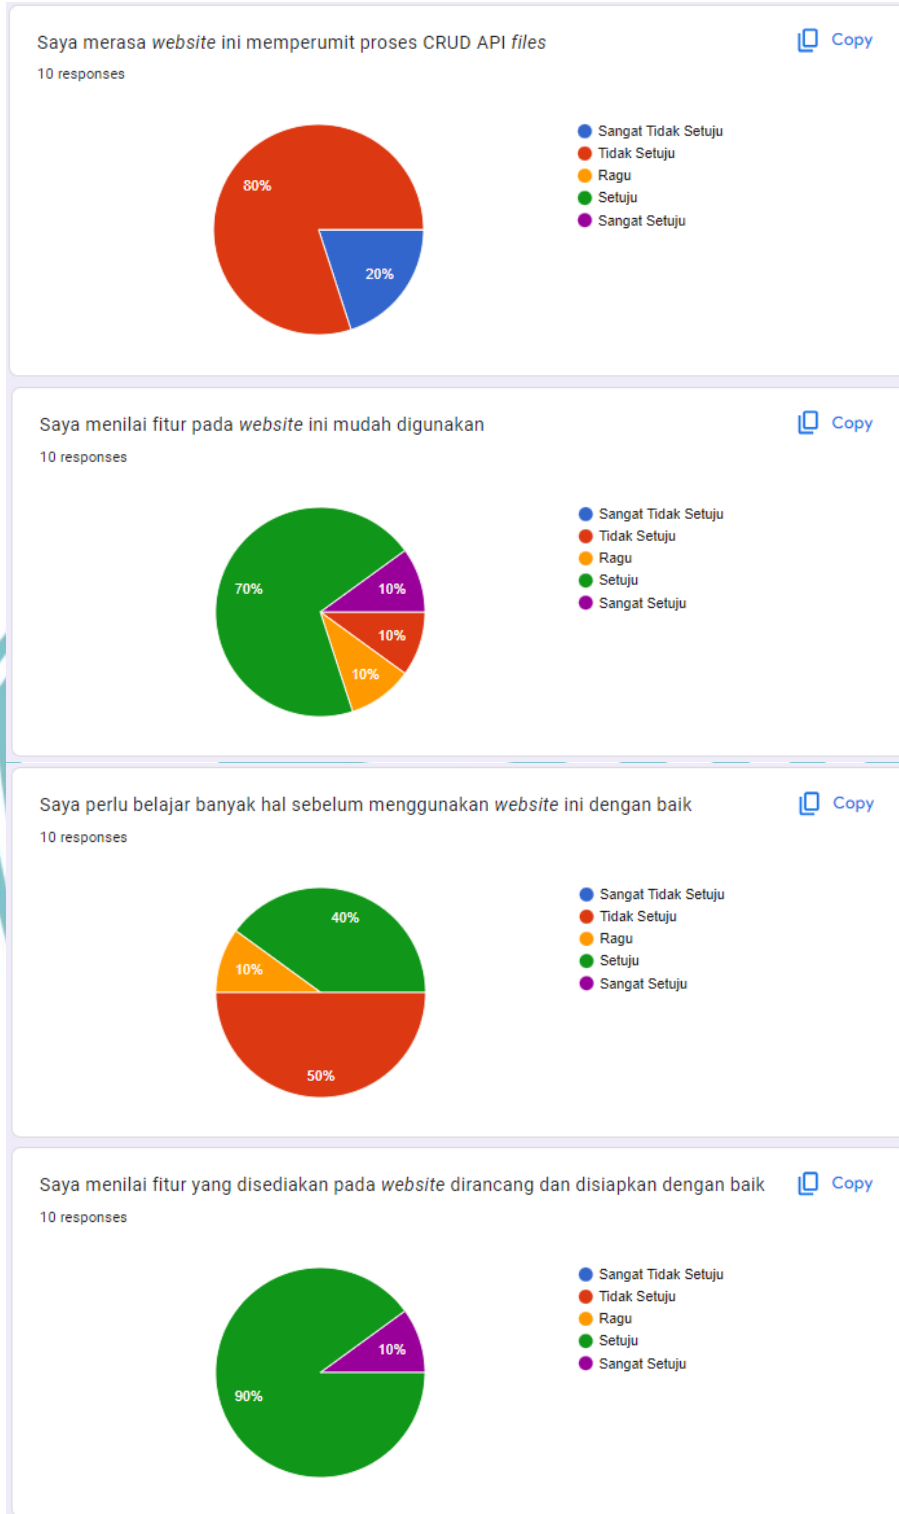 Saya merasa website ini memperumit proses CRUD API files
Copy
10 responses
80%
20%
Sangat Tidak Setuju
Tidak Setuju
Ragu
Setuju
Sangat Setuju
Saya menilai fitur pada website ini mudah digunakan
Copy
10 responses
70%
10%
10%
10%
Sangat Tidak Setuju
Tidak Setuju
Ragu
Setuju
Sangat Setuju
Saya perlu belajar banyak hal sebelum menggunakan website ini dengan baik
Copy
10 responses
40%
10%
50%
Sangat Tidak Setuju
Tidak Setuju
Ragu
Setuju
Sangat Setuju
Saya menilai fitur yang disediakan pada website dirancang dan disiapkan dengan baik
Copy
10 responses
10%
90%
Sangat Tidak Setuju
Tidak Setuju
Ragu
Setuju
Sangat Setuju